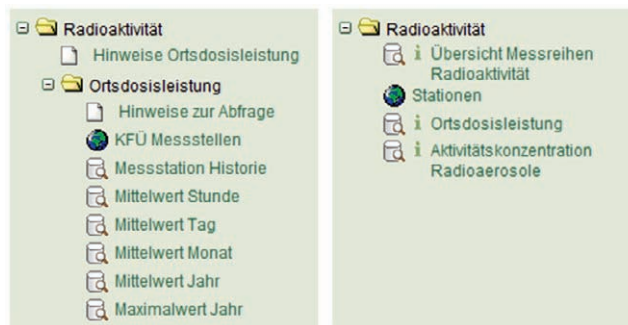 Radioaktivität
Hinweise Ortsdosisleistung
Ortsdosisleistung
Hinweise zur Abfrage
KFÜ Messstellen
Messstation Historie
Mittelwert Stunde
Mittelwert Tag
Mittelwert Monat
Mittelwert Jahr
Maximalwert Jahr
Radioaktivität
i Übersicht Messreihen
Radioaktivität
Stationen
i Ortsdosisleistung
i Aktivitätskonzentration
Radioaerosole